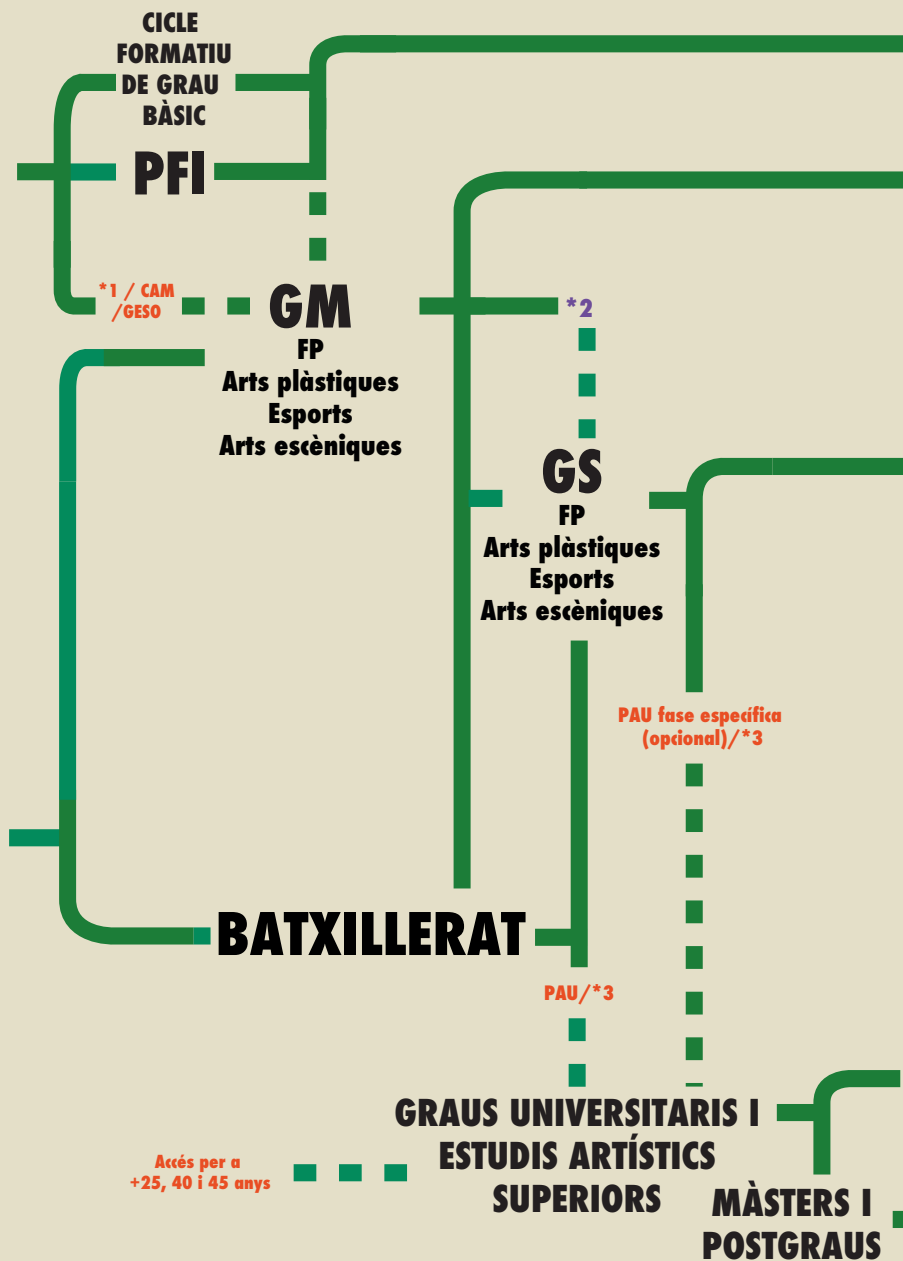 CICLE
FORMATIU
DE GRAU
BÀSIC
PFI
*1 / CAM
/GESO
GM
FP
Arts plàstiques
Esports
Arts escèniques
*2
GS
FP
Arts plàstiques
Esports
Arts escèniques
PAU fase específica
(opcional)/*3
BATXILLERAT
PAU/*3
GRAUS UNIVERSITARIS I
ESTUDIS ARTÍSTICS
SUPERIORS
Accés per a
+25, 40 i 45 anys
MÀSTERS I
POSTGRAUS